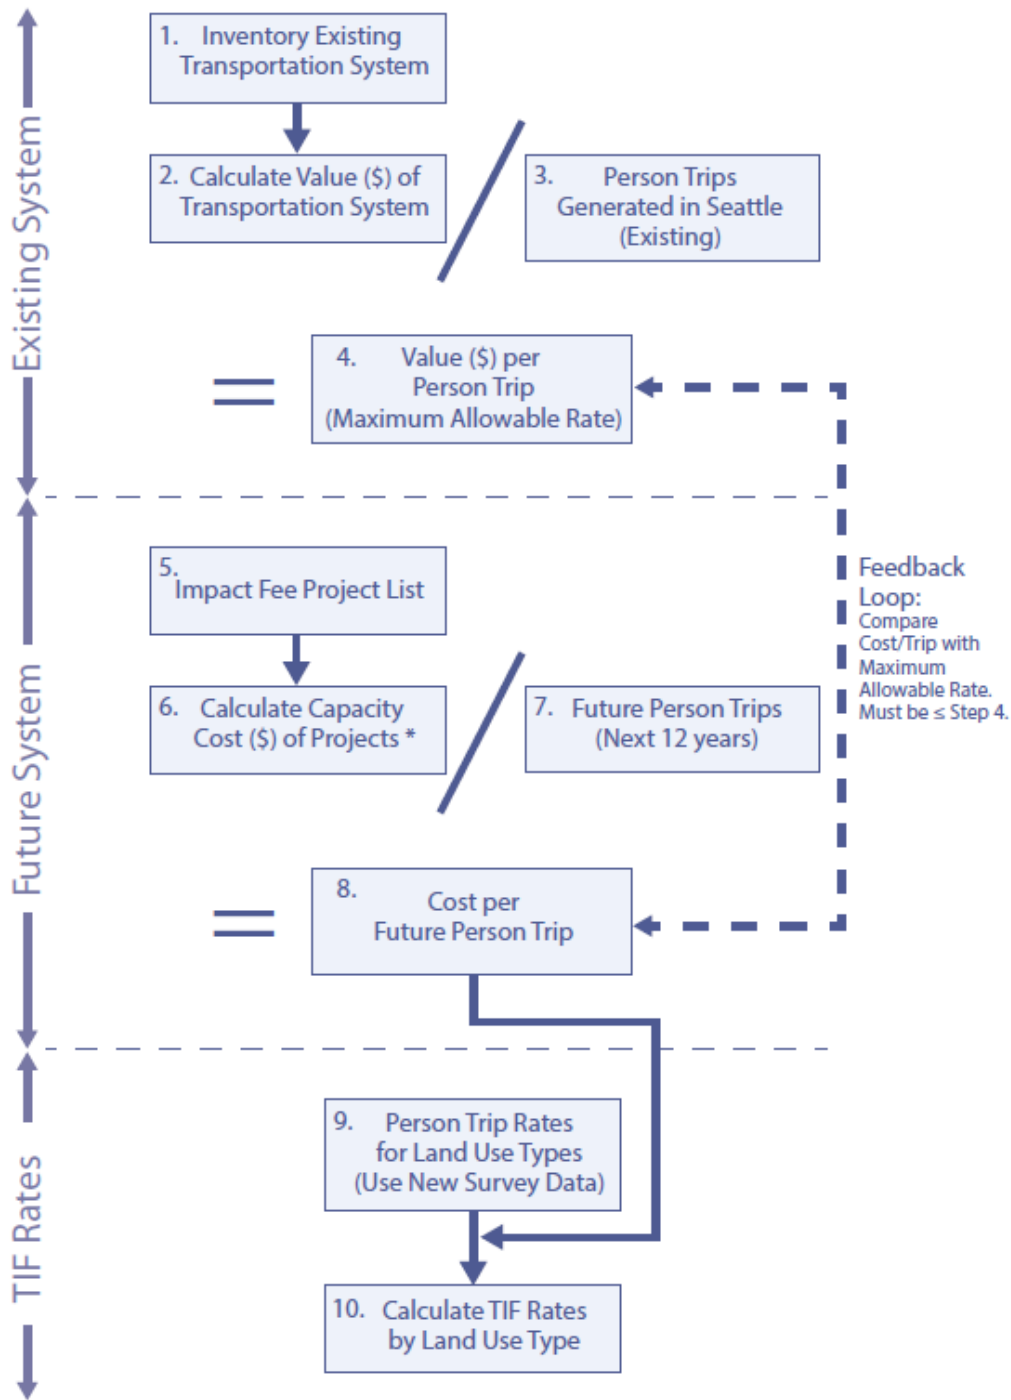 Existing System
1. Inventory Existing
Transportation System
2. Calculate Value ($) of
Transportation System
3. Person Trips
Generated in Seattle
(Existing)
=
4. Value ($) per
Person Trip
(Maximum Allowable Rate)
Future System
5.
Impact Fee Project List
6. Calculate Capacity
Cost ($) of Projects *
7. Future Person Trips
(Next 12 years)
=
8. Cost per
Future Person Trip
Feedback
Loop:
Compare
Cost/Trip with
Maximum
Allowable Rate.
Must be ≤ Step 4.
TIF Rates
9. Person Trip Rates
for Land Use Types
(Use New Survey Data)
10. Calculate TIF Rates
by Land Use Type